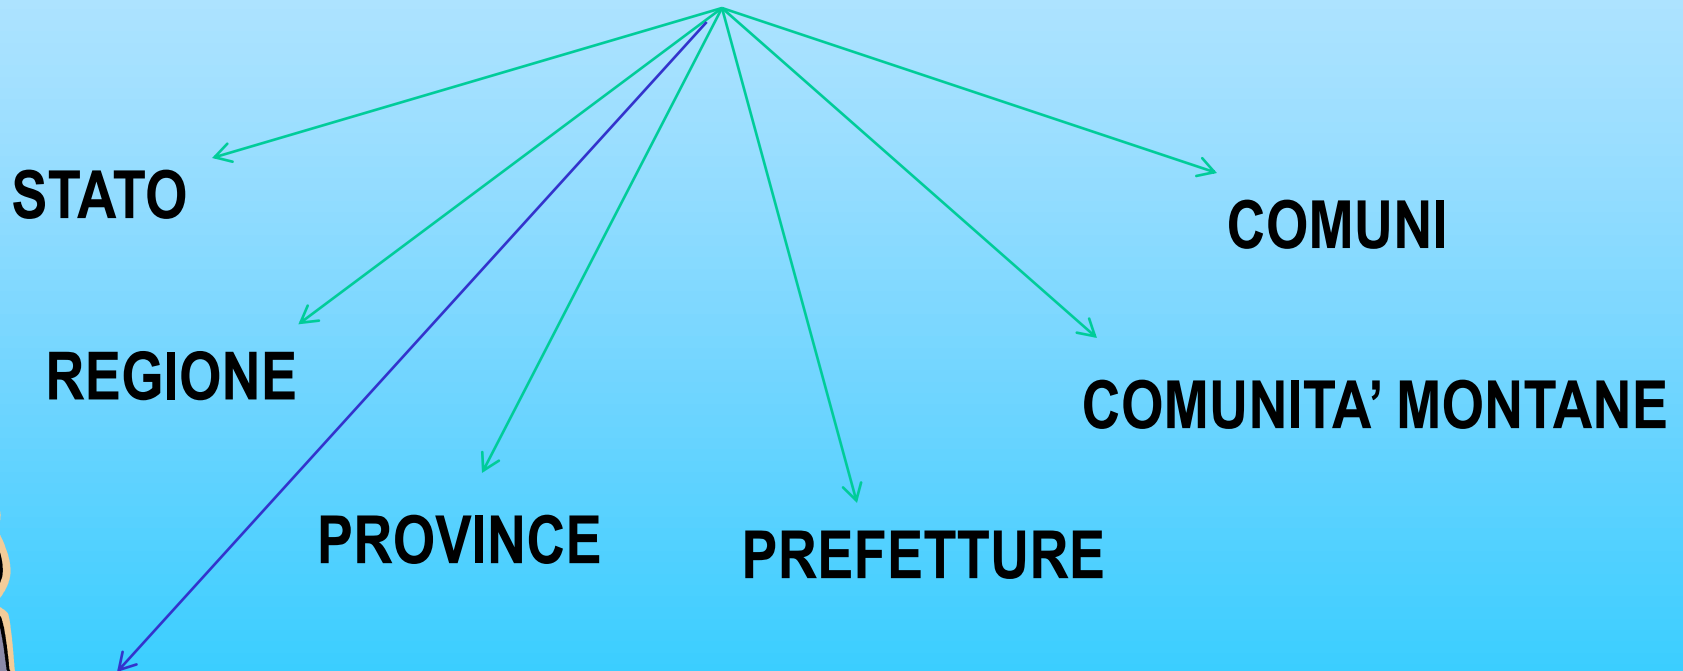 STATO
COMUNI
REGIONE
COMUNITA’ MONTANE
PROVINCE
PREFETTURE